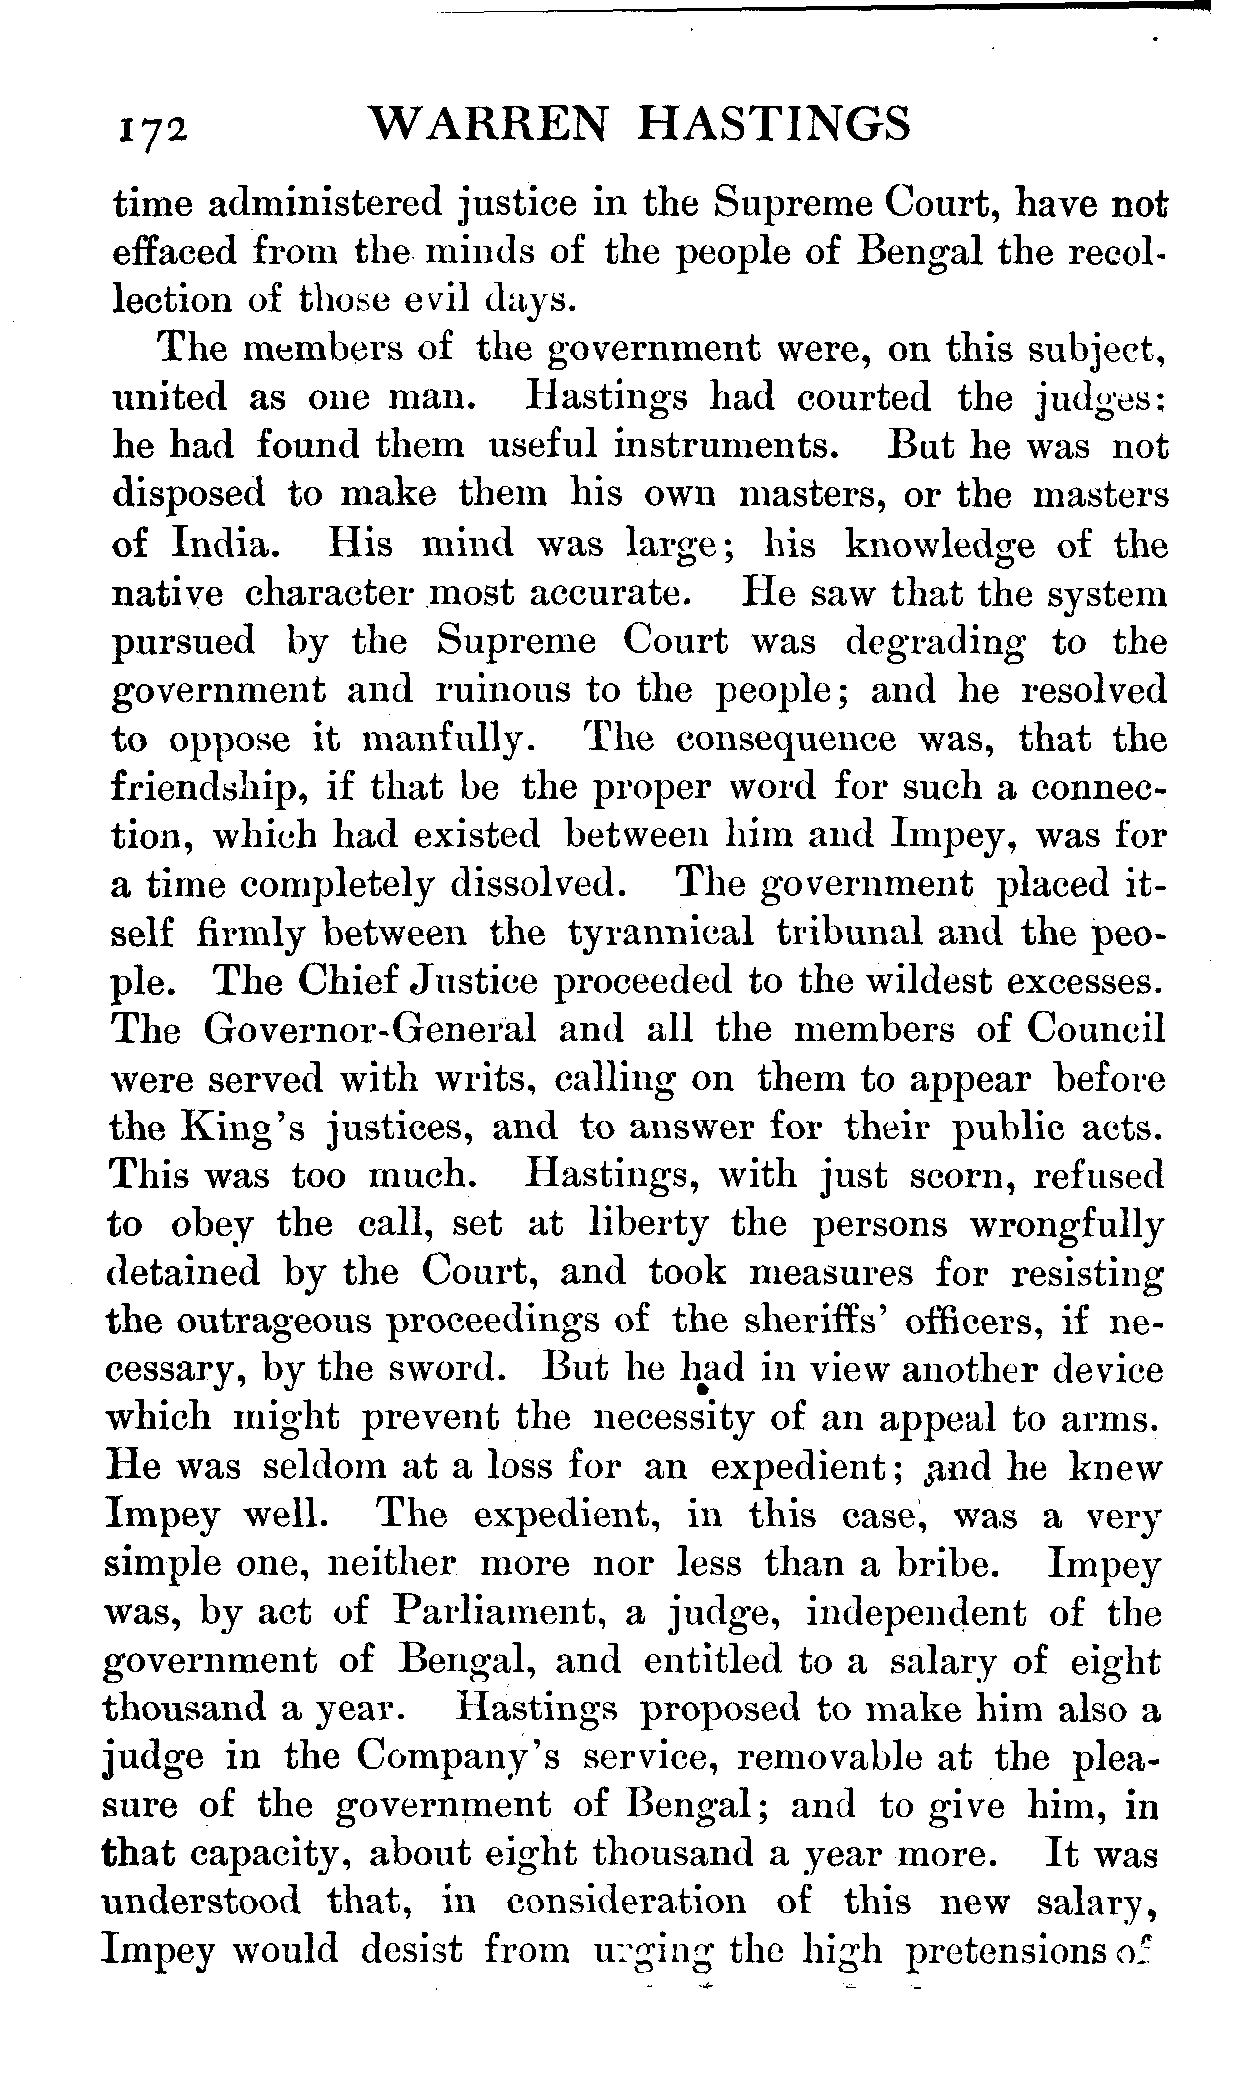 172 WARREN HASTINGS
time administered justice in the Supreme Court, have not
effaced from the minds of the people of Bengal the recol-
lection of those evil days.
The members of the government were, on this subject,
united as one man. Hastings had courted the judges;
he had found them useful instruments. But he was not
disposed to make them his own masters, or the masters
of India. His mind was large; his knowledge of the
native character most accurate. He saw that the system
pursued by the Supreme Court was degrading to the
government and ruinous to the people; and he resolved
to oppose it manfully. The consequence was, that the
friendship, if that be the proper word for such a connec-
tion, which had existed between him and Impey, was for
a time completely dissolved. The government placed it-
self firmly between the tyrannical tribunal and the peo-
ple. The Chief Justice proceeded to the wildest excesses.
The Governor-General and all the members of Council
were served with writs, calling on them to appear before
the King's justices, and to answer for their public acts.
This was too much. Hastings, with just scorn, refused
to obey the call, set at liberty the persons wrongfully
detained by the Court, and took measures for resisting
the outrageous proceedings of the sheriffs' officers, if ne-
cessary, by the sword. But he had in view another device
which might prevent the necessity of an appeal to arms.
He was seldom at a loss for an expedient; and he knew
Impey well. The expedient, in this case, was a very
simple one, neither more nor less than a bribe. Impey
was, by act of Parliament, a judge, independent of the
government of Bengal, and entitled to a salary of eight
thousand a year. Hastings proposed to make him also a
judge in the Company's service, removable at the plea-
sure of the government of Bengal; and to give him, in
that capacity, about eight thousand a year more. It was
understood that, in consideration of this new salary,
Impey would desist from urging the high pretensions of